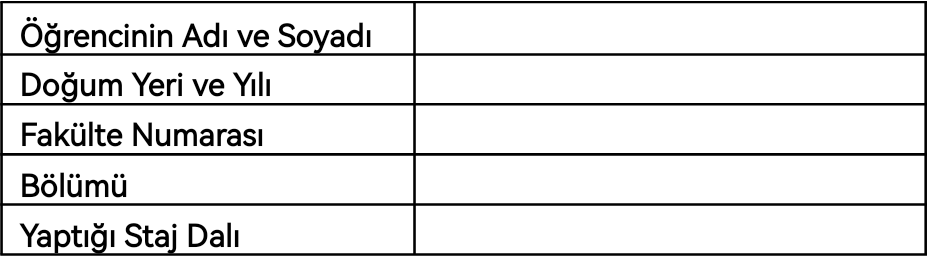 Öğrencinin Adı ve Soyadı
Doğum Yeri ve Yılı
Fakülte Numarası
Bölümü
Yaptığı Staj Dalı